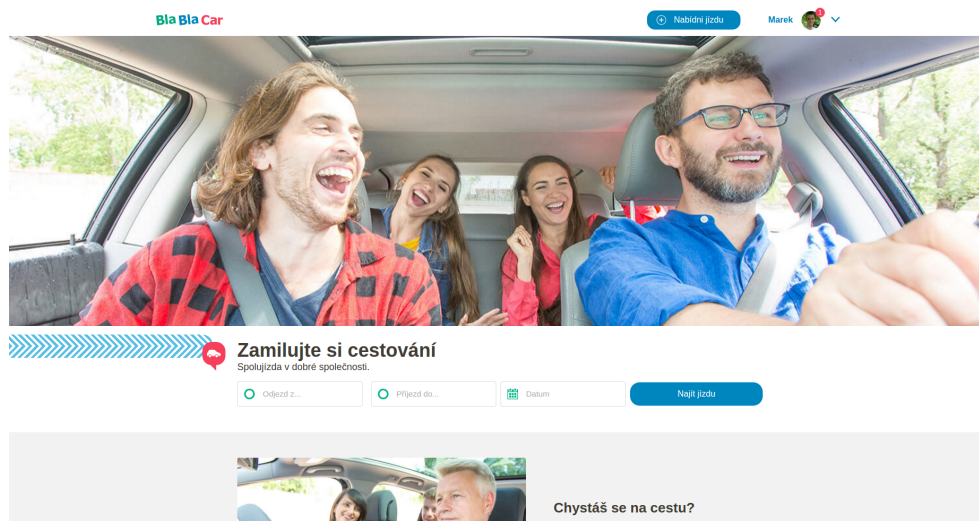 BlaBlaCar
Nabídni jízdu
Marek
1
Zamilujte si cestování
Spolujízda v dobré společnosti.
Odjezd z...
Příjezd do...
Datum
Najít jízdu
Chystáš se na cestu?